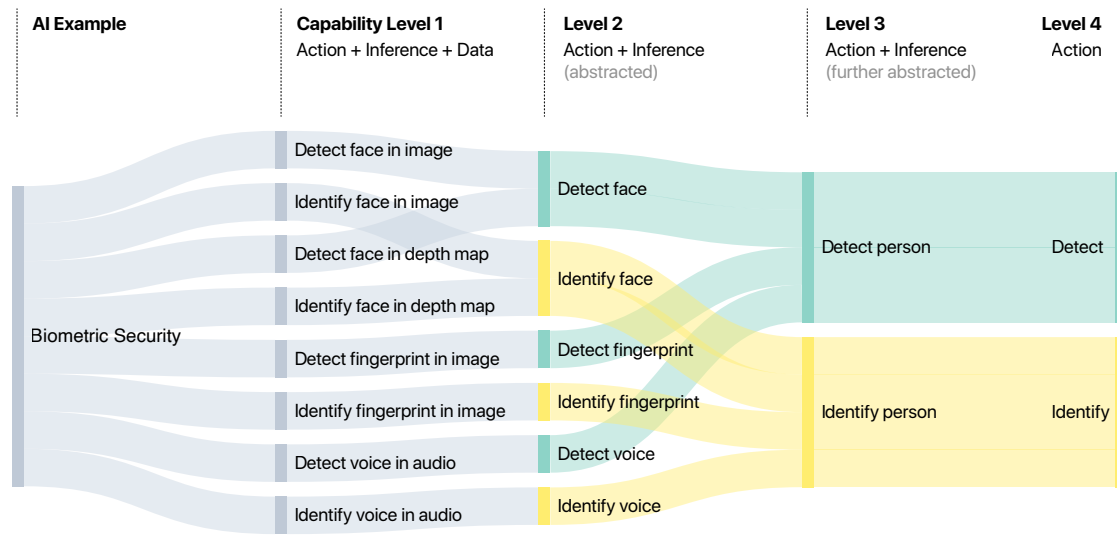 AI Example
Capability Level 1
Action + Inference + Data
Level 2
Action + Inference
(abstracted)
Level 3
Action + Inference
(further abstracted)
Level 4
Action
Biometric Security
Detect face in image
Identify face in image
Detect face in depth map
Identify face in depth map
Detect fingerprint in image
Identify fingerprint in image
Detect voice in audio
Identify voice in audio
Detect face
Identify face
Detect fingerprint
Identify fingerprint
Detect voice
Identify voice
Detect person
Identify person
Detect
Identify